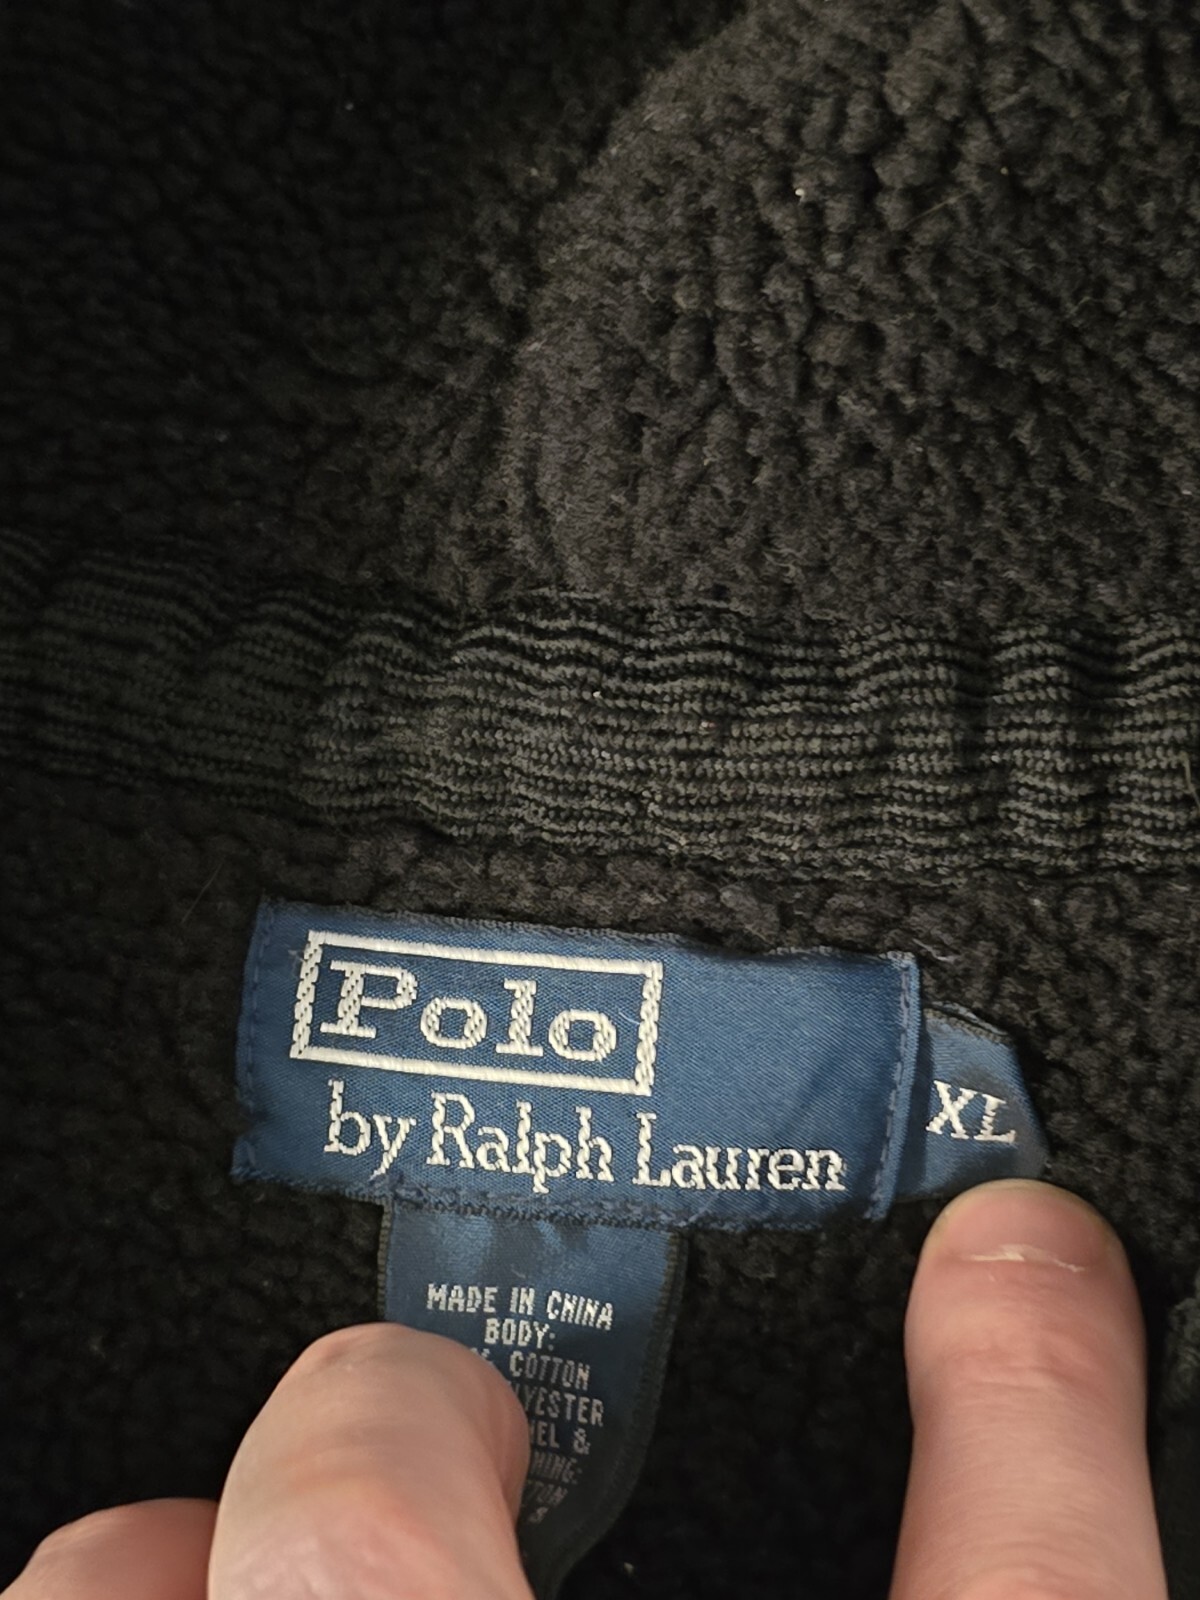 Polo
by Ralph Lauren
XL
MADE IN CHINA
BODY:
COTTON
&